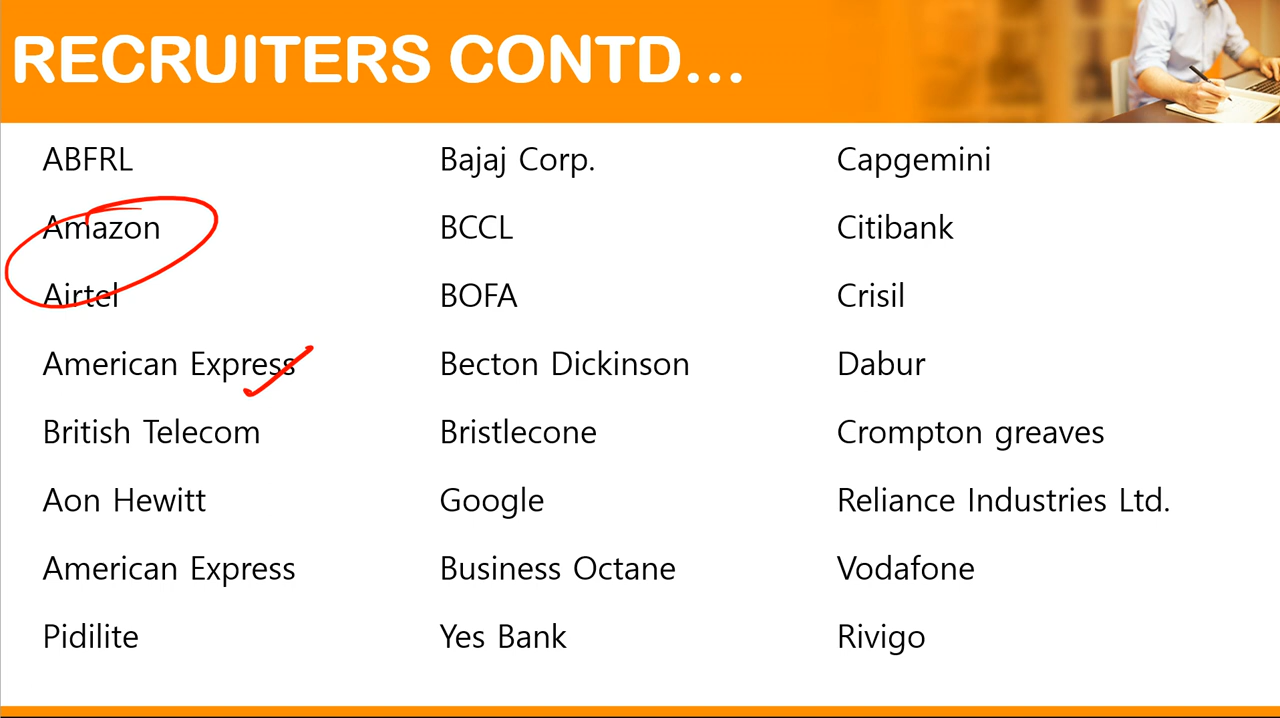 RECRUITERS CONTD...
ABFRL
Amazon
Airtel
American Express
British Telecom
Aon Hewitt
American Express
Pidilite
Bajaj Corp.
BCCL
BOFA
Becton Dickinson
Bristlecone
Google
Business Octane
Yes Bank
Capgemini
Citibank
Crisil
Dabur
Crompton greaves
Reliance Industries Ltd.
Vodafone
Rivigo